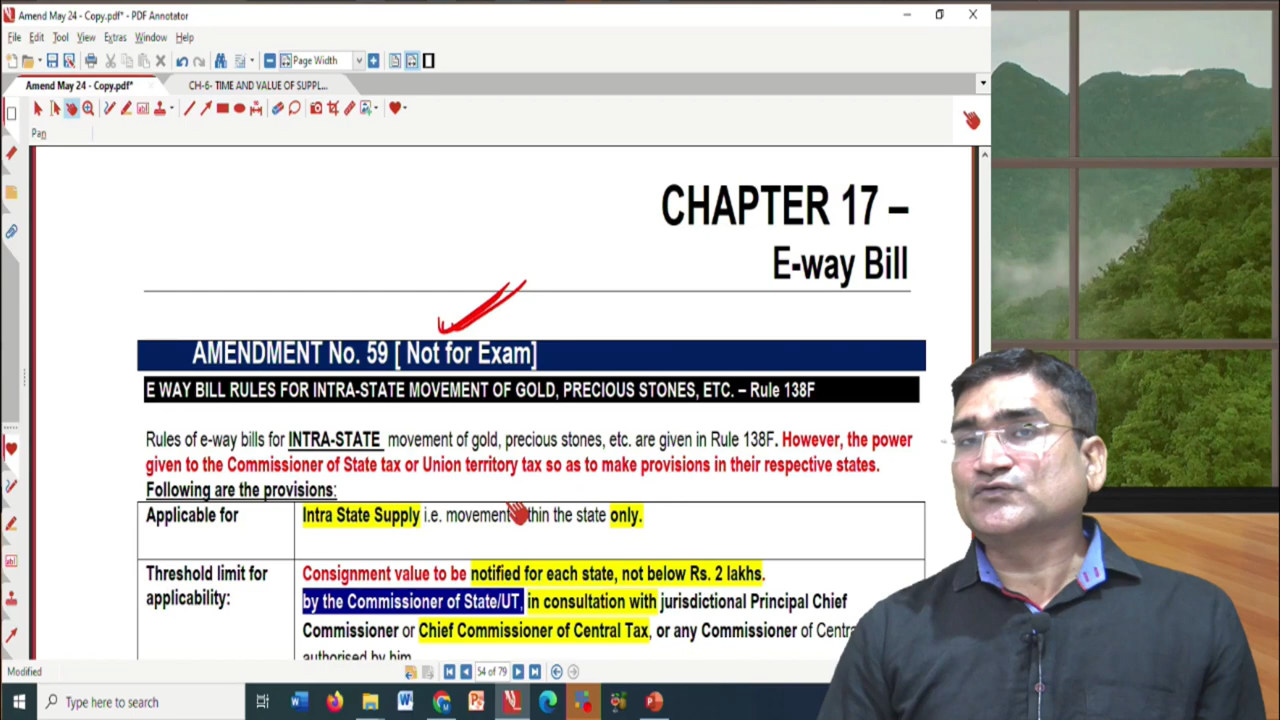 Amend May 24 - Copy.pdf* - PDF Annotator
File Edit Tool View Extras Window Help
Page Width
Amend May 24 - Copy.pdf* CH-6- TIME AND VALUE OF SUPPL...
Pan
CHAPTER 17 –
E-way Bill
AMENDMENT No. 59 [ Not for Exam]
E WAY BILL RULES FOR INTRA-STATE MOVEMENT OF GOLD, PRECIOUS STONES, ETC. – Rule 138F
Rules of e-way bills for INTRA-STATE movement of gold, precious stones, etc. are given in Rule 138F. However, the power
given to the Commissioner of State tax or Union territory tax so as to make provisions in their respective states.
Following are the provisions:
Applicable for Intra State Supply i.e. movement within the state only.
Threshold limit for Consignment value to be notified for each state, not below Rs. 2 lakhs.
applicability: by the Commissioner of State/UT, in consultation with jurisdictional Principal Chief
Commissioner or Chief Commissioner of Central Tax, or any Commissioner of Centra
authorised by him
Modified 54 of 79
Type here to search